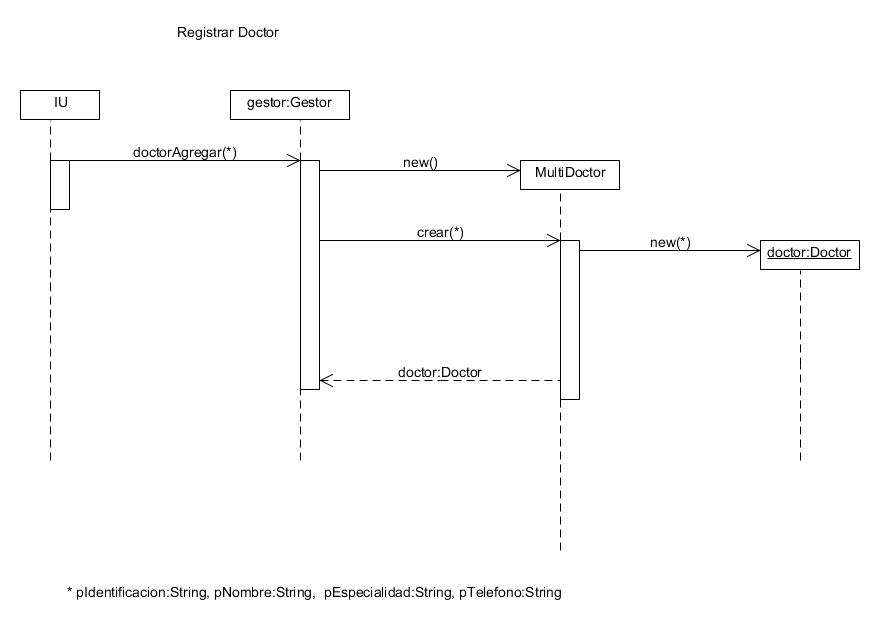 Registrar Doctor
IU
gestor:Gestor
doctorAgregar(*)
new()
MultiDoctor
crear(*)
new(*)
doctor:Doctor
doctor:Doctor
* pIdentificacion:String, pNombre:String,  pEspecialidad:String, pTelefono:String